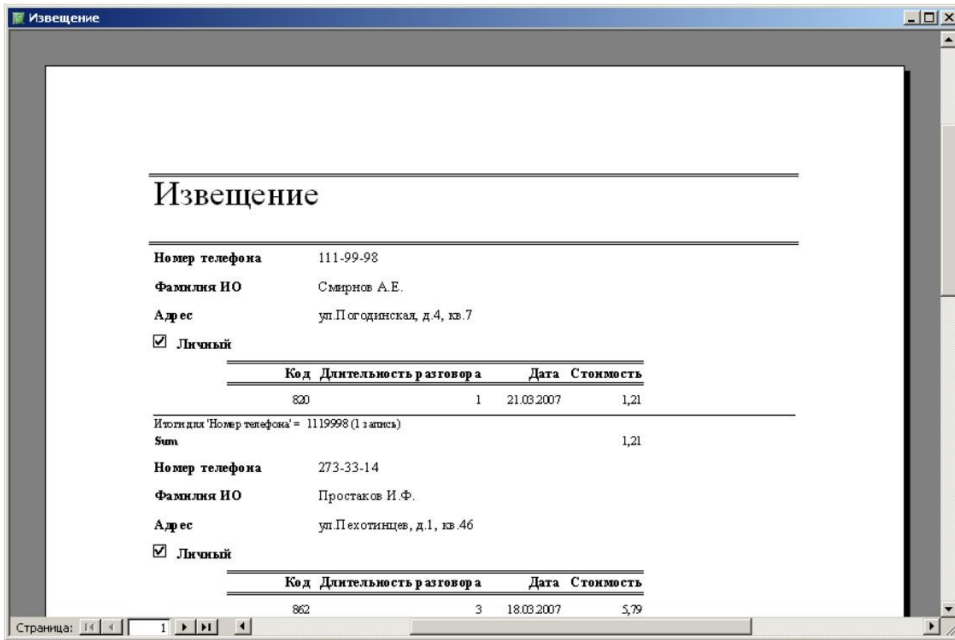 Извещение
Извещение
Номер телефона 111-99-98
Фамилия ИО Смирнов А.Е.
Адрес ул.Погодинская, д.4, кв.7
Личный
Код Длительность разговора Дата Стоимость
820 1 21.03.2007 1,21
Итоги для 'Номер телефона' = 1119998 (1 запись)
Sum 1,21
Номер телефона 273-33-14
Фамилия ИО Простаков И.Ф.
Адрес ул.Пехотинцев, д.1, кв.46
Личный
Код Длительность разговора Дата Стоимость
862 3 18.03.2007 5,79
Страница: 1